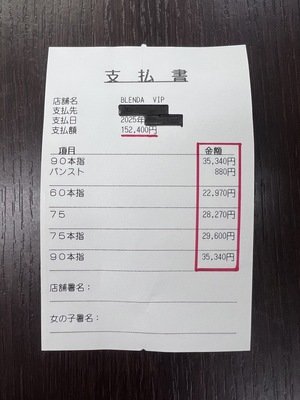 支払書
店舗名 BLENDA VIP
支払先
支払日 2025年
支払額 152,400円
項目 金額
90本指 35,340円
パンスト 880円
60本指 22,970円
75 28,270円
75本指 29,600円
90本指 35,340円
店舗署名:
女の子署名: